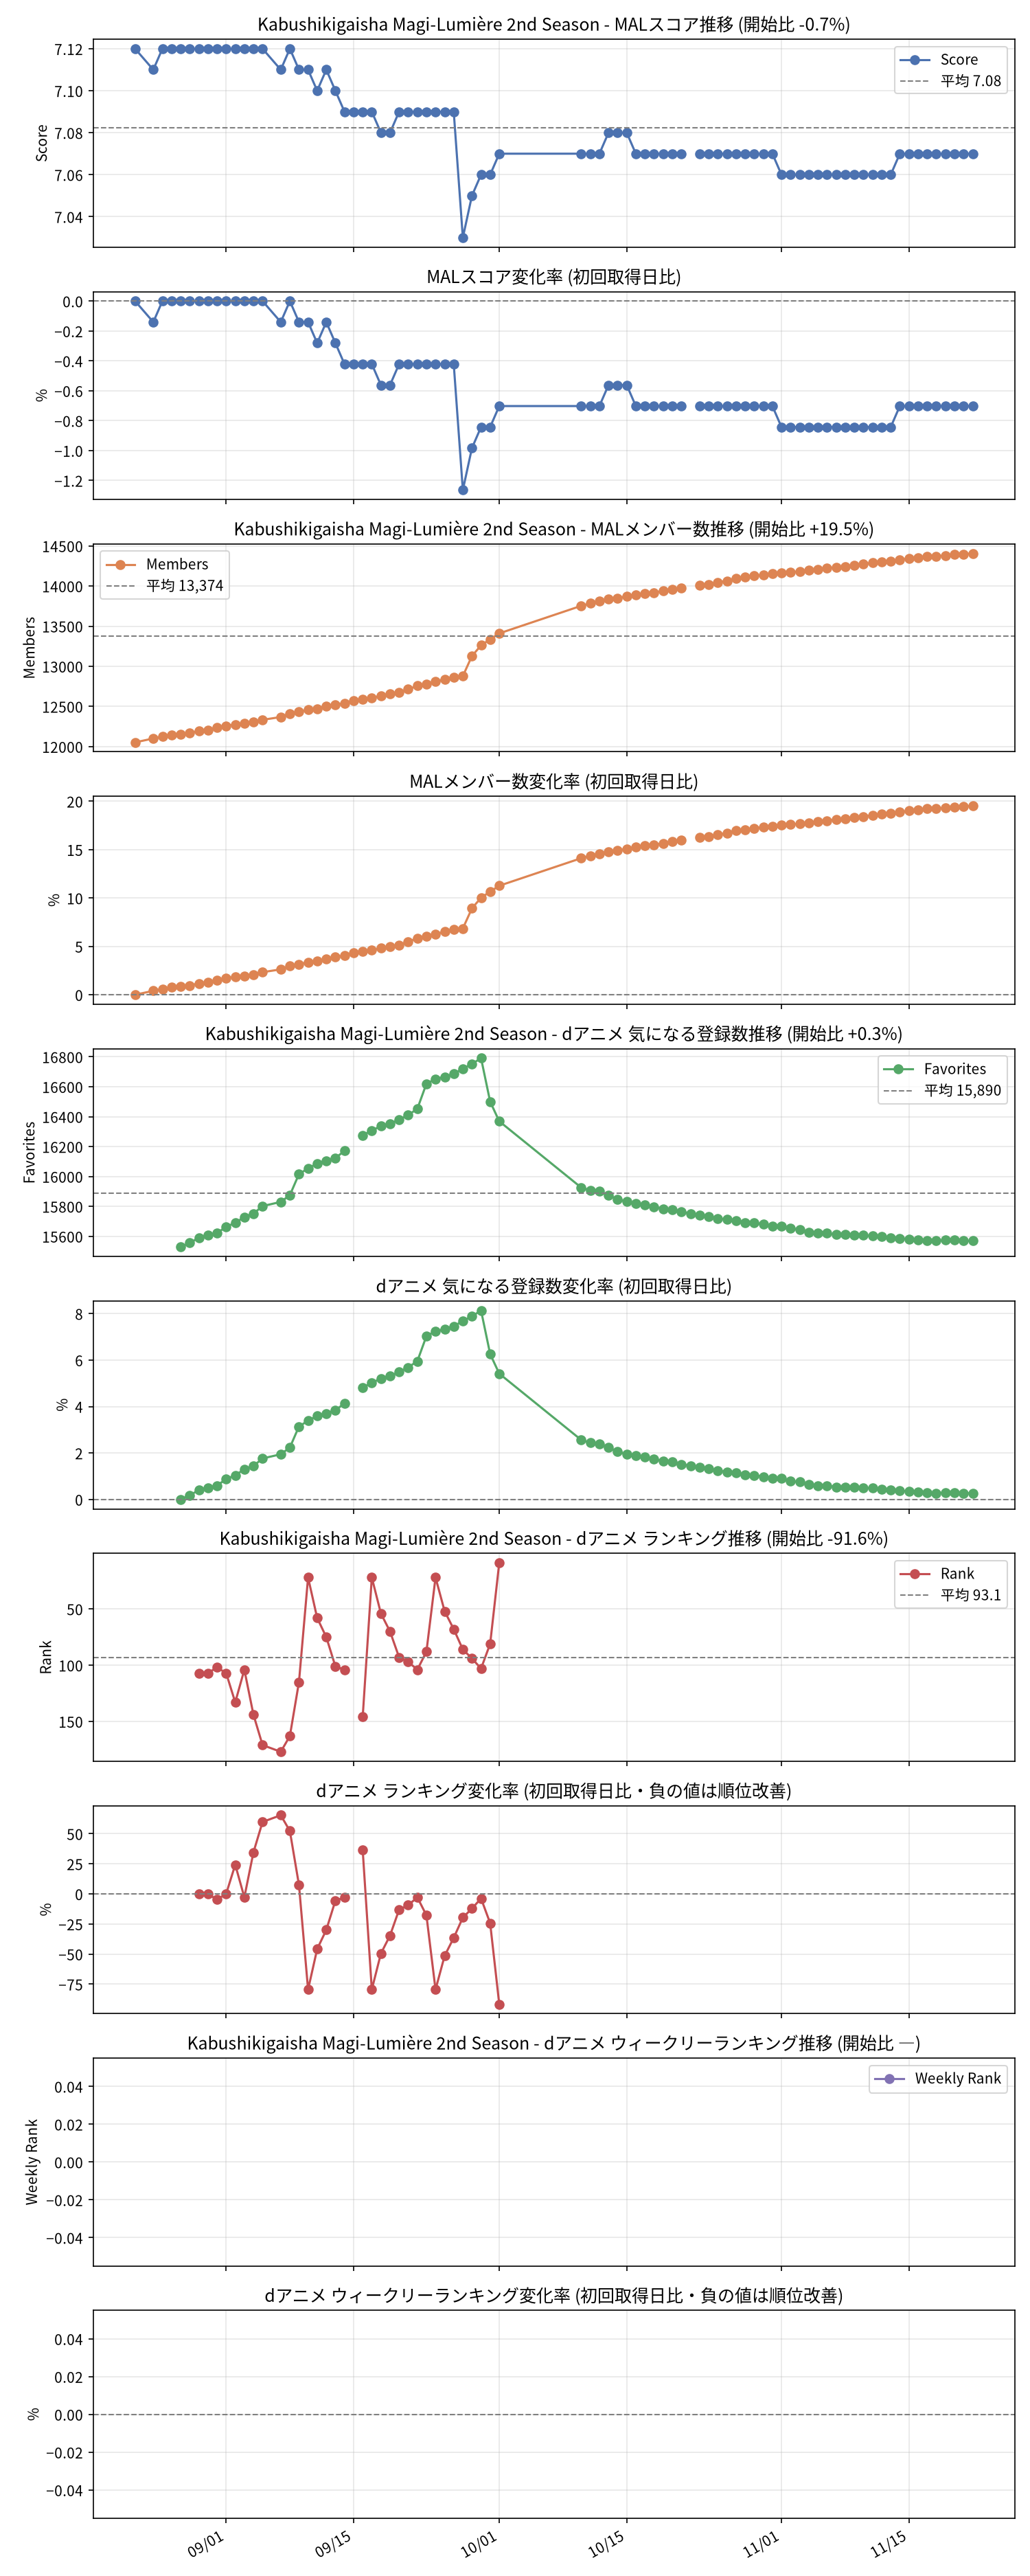 Kabushikigaisha Magi-Lumière 2nd Season - MALスコア推移 (開始比 -0.7%)
7.12
7.10
7.08
7.06
7.04
Score
Score
平均 7.08
MALスコア変化率 (初回取得日比)
0.0
−0.2
−0.4
−0.6
−0.8
−1.0
−1.2
%
Kabushikigaisha Magi-Lumière 2nd Season - MALメンバー数推移 (開始比 +19.5%)
14500
14000
13500
13000
12500
12000
Members
Members
平均 13,374
MALメンバー数変化率 (初回取得日比)
20
15
10
5
0
%
Kabushikigaisha Magi-Lumière 2nd Season - dアニメ 気になる登録数推移 (開始比 +0.3%)
16800
16600
16400
16200
16000
15800
15600
Favorites
Favorites
平均 15,890
dアニメ 気になる登録数変化率 (初回取得日比)
8
6
4
2
0
%
Kabushikigaisha Magi-Lumière 2nd Season - dアニメ ランキング推移 (開始比 -91.6%)
50
100
150
Rank
Rank
平均 93.1
dアニメ ランキング変化率 (初回取得日比・負の値は順位改善)
50
25
0
−25
−50
−75
%
Kabushikigaisha Magi-Lumière 2nd Season - dアニメ ウィークリーランキング推移 (開始比 —)
0.04
0.02
0.00
−0.02
−0.04
Weekly Rank
Weekly Rank
dアニメ ウィークリーランキング変化率 (初回取得日比・負の値は順位改善)
0.04
0.02
0.00
−0.02
−0.04
%
09/01
09/15
10/01
10/15
11/01
11/15